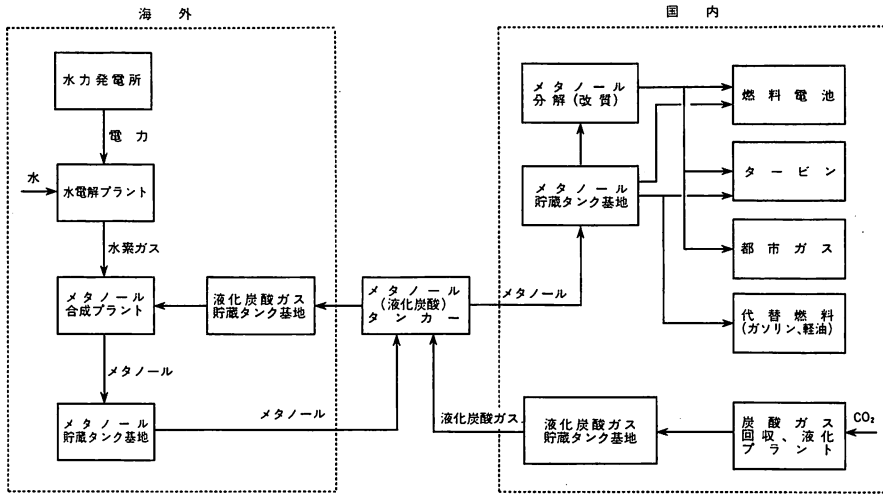 海外
水力発電所
電力
水
水電解プラント
水素ガス
メタノール
合成プラント
液化炭酸ガス
貯蔵タンク基地
メタノール
メタノール
貯蔵タンク基地
メタノール
メタノール
(液化炭酸)
タンカー
メタノール
液化炭酸ガス
国内
メタノール
分解(改質)
メタノール
貯蔵タンク基地
燃料電池
タービン
都市ガス
代替燃料
(ガソリン、軽油)
液化炭酸ガス
貯蔵タンク基地
炭酸ガス
回収、液化
プラント
CO₂